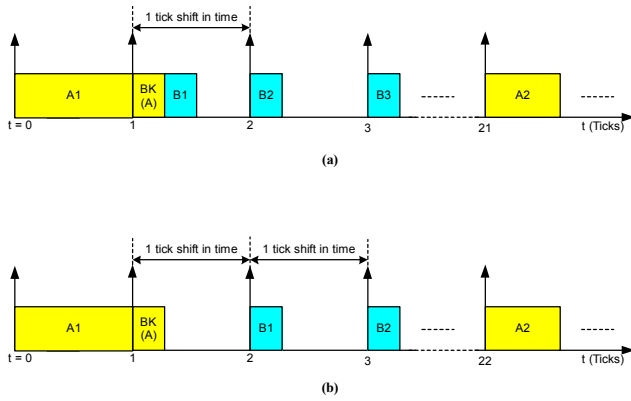 1 tick shift in time
A1
BK
(A)
B1
B2
B3
A2
t = 0
1
2
3
21
t (Ticks)
(a)
1 tick shift in time
1 tick shift in time
A1
BK
(A)
B1
B2
A2
t = 0
1
2
3
22
t (Ticks)
(b)